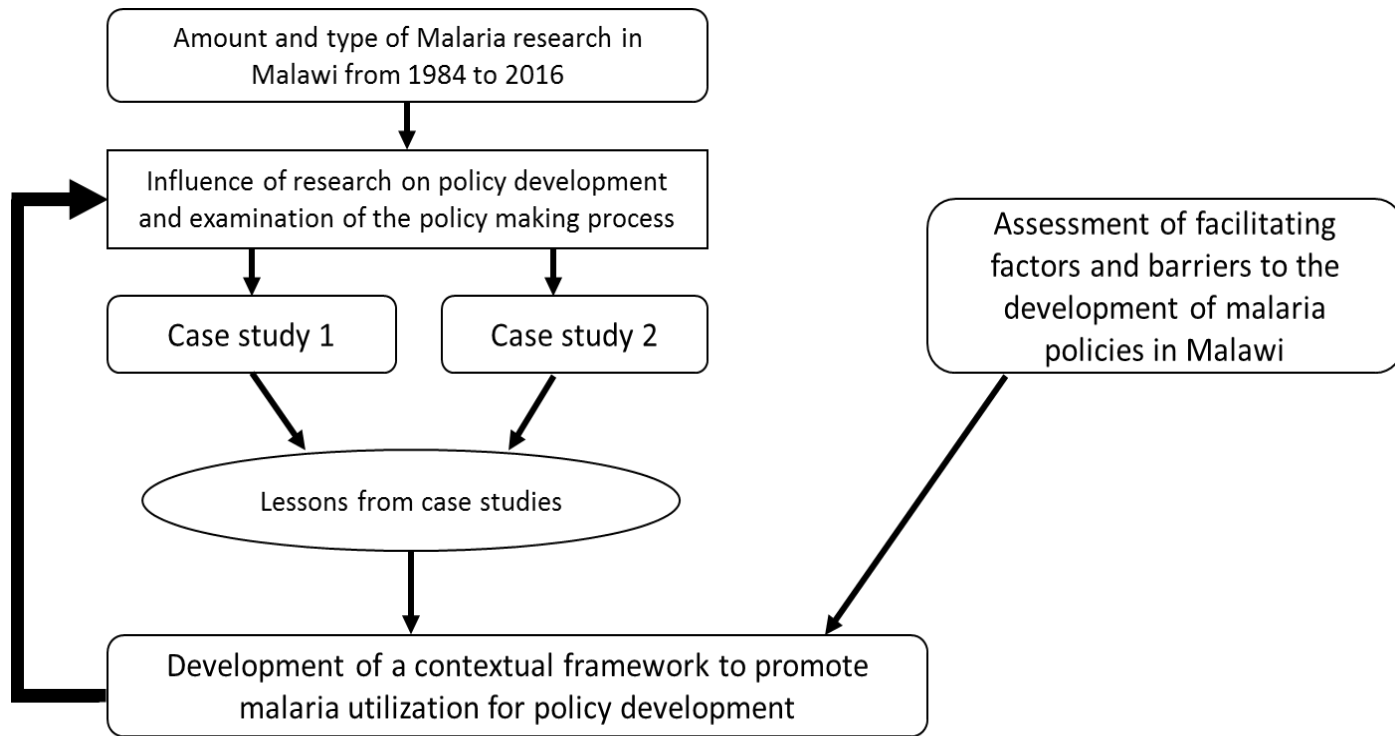 Amount and type of Malaria research in
Malawi from 1984 to 2016
Influence of research on policy development
and examination of the policy making process
Case study 1
Case study 2
Lessons from case studies
Assessment of facilitating
factors and barriers to the
development of malaria
policies in Malawi
Development of a contextual framework to promote
malaria utilization for policy development